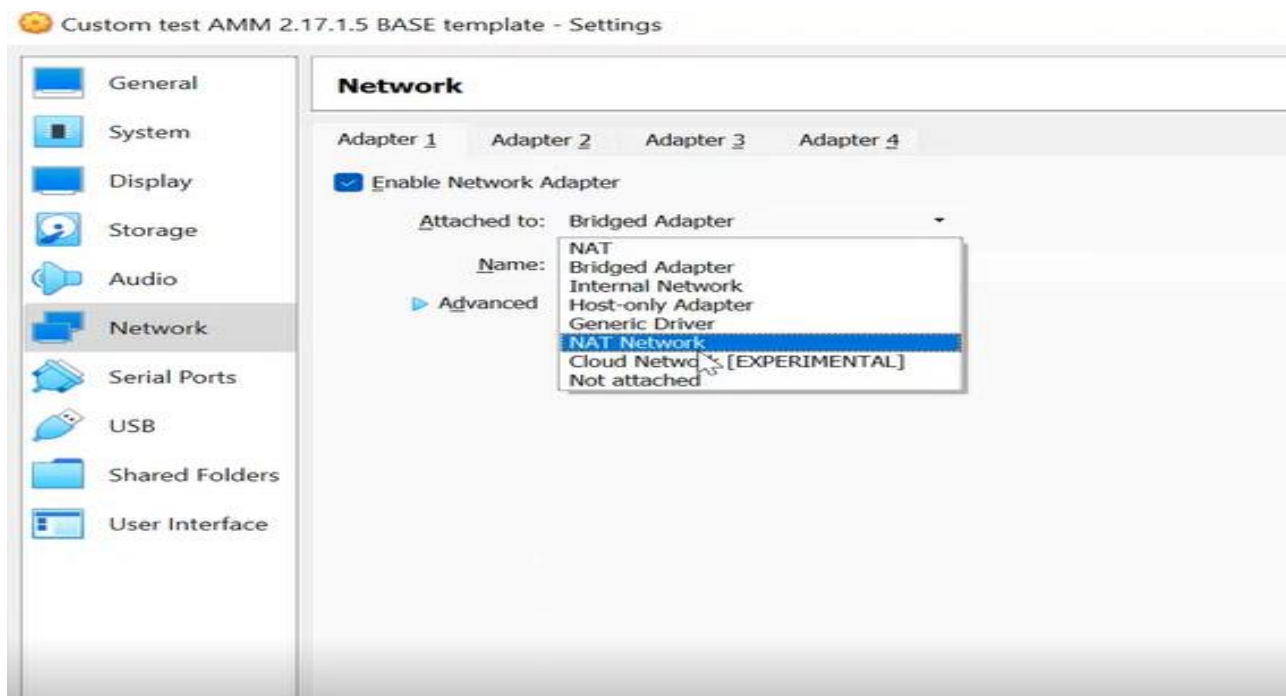 Custom test AMM 2.17.1.5 BASE template - Settings
General
System
Display
Storage
Audio
Network
Serial Ports
USB
Shared Folders
User Interface
Network
Adapter 1 Adapter 2 Adapter 3 Adapter 4
Enable Network Adapter
Attached to: Bridged Adapter
Name:
Advanced
NAT
Bridged Adapter
Internal Network
Host-only Adapter
Generic Driver
NAT Network
Cloud Network [EXPERIMENTAL]
Not attached